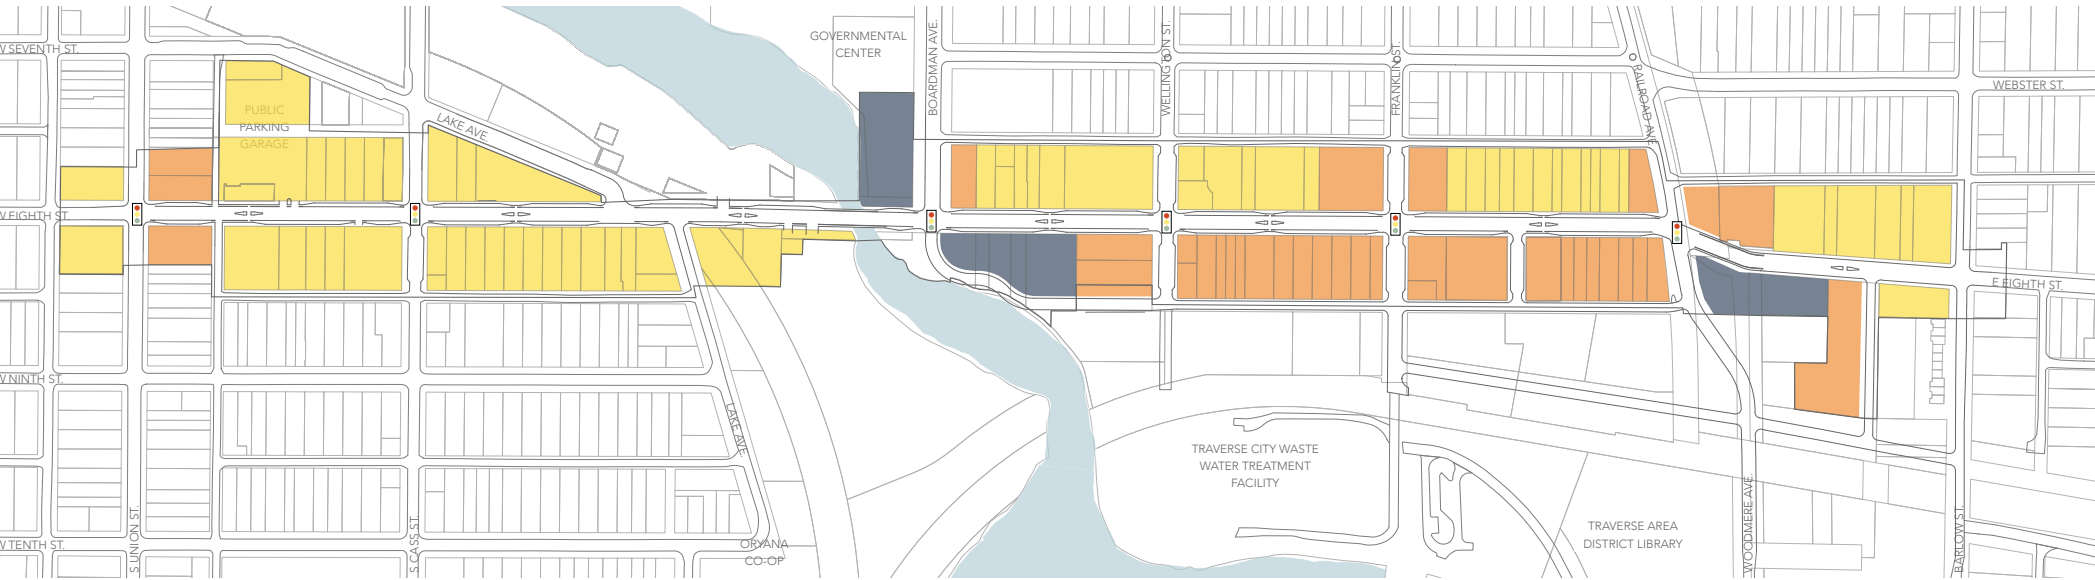 W SEVENTH ST.
GOVERNMENTAL
CENTER
BOARDMAN AVE.
WELLINGTON ST.
FRANKLIN ST.
RAILROAD AVE.
WEBSTER ST.
PUBLIC
PARKING
GARAGE
LAKE AVE.
W EIGHTH ST.
E EIGHTH ST.
W NINTH ST.
LAKE AVE.
TRAVERSE CITY WASTE
WATER TREATMENT
FACILITY
TRAVERSE AREA
DISTRICT LIBRARY
WOODMERE AVE.
BARLOW ST.
S UNION ST.
S CASS ST.
W TENTH ST.
ORYANA
CO-OP